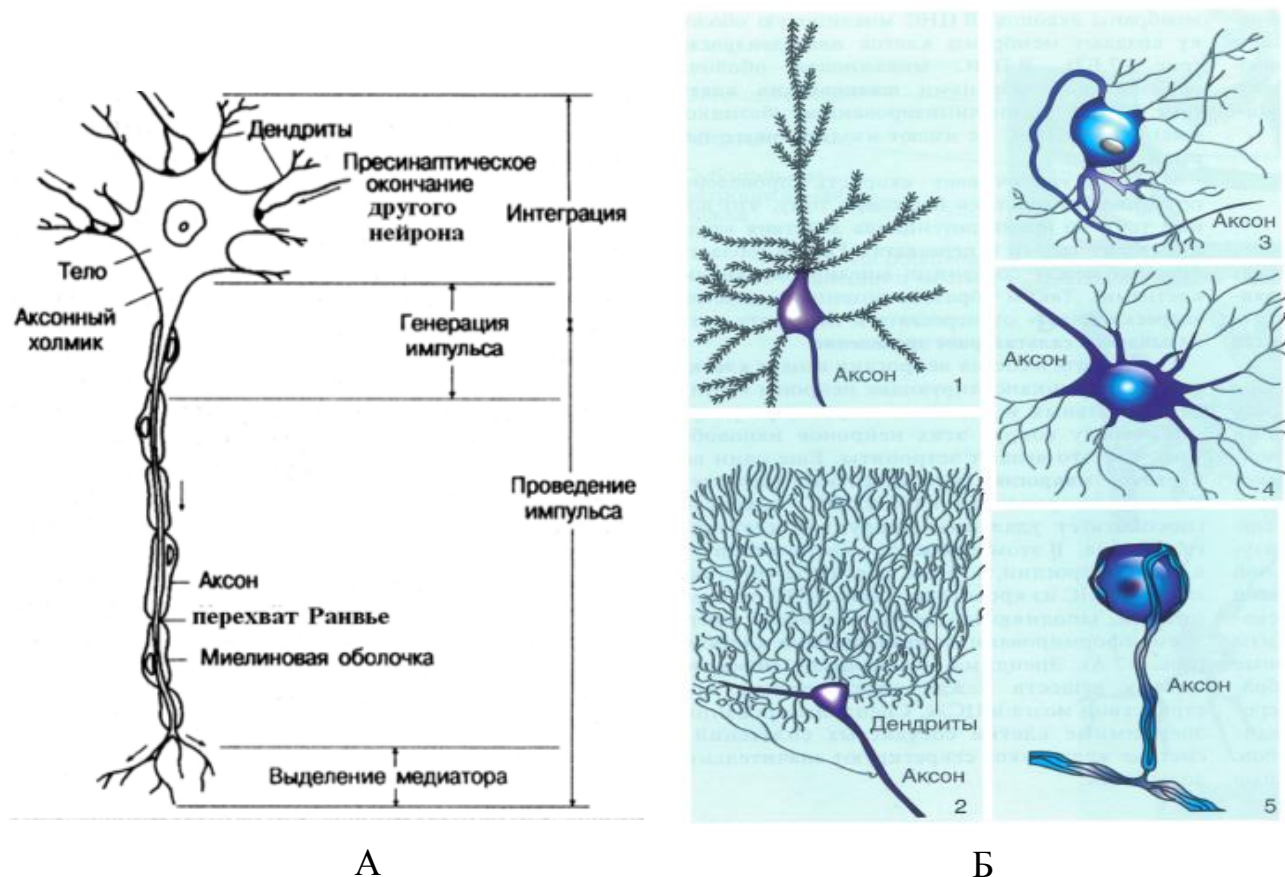 Дендриты
Пресинаптическое
окончание
другого
нейрона
Интеграция
Тело
Аксонный
холмик
Генерация
импульса
Проведение
импульса
Аксон
перехват Ранвье
Миелиновая оболочка
Выделение медиатора
А
Аксон
1
Дендриты
Аксон
2
Аксон
3
Аксон
4
Аксон
5
Б